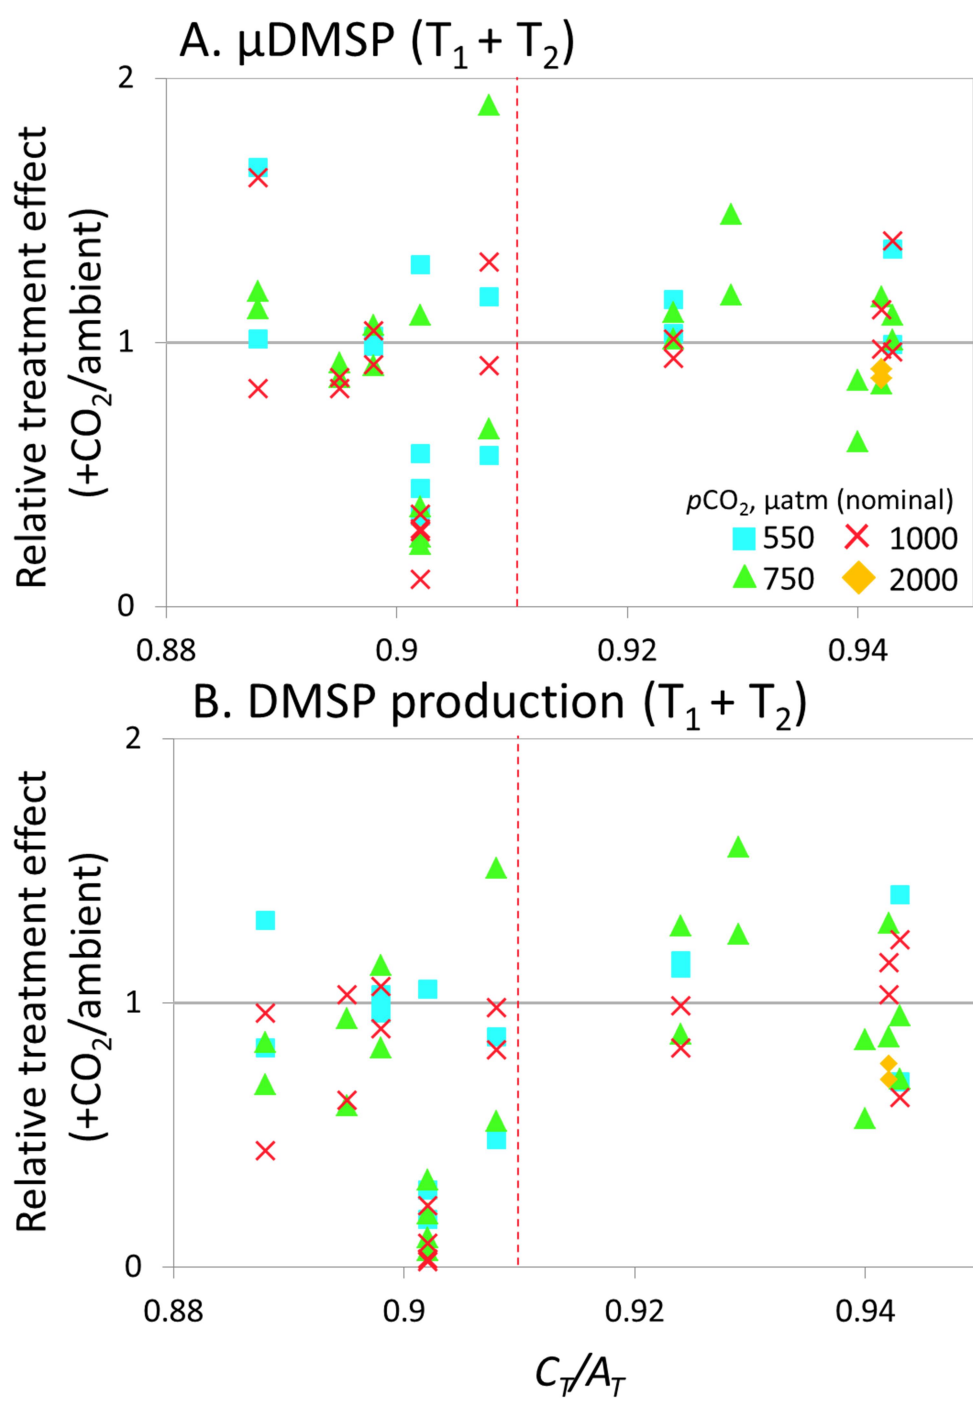 A. µDMSP (T1 + T2)
2
1
0
Relative treatment effect
(+CO2/ambient)
pCO2, µatm (nominal)
550
1000
750
2000
0.88
0.9
0.92
0.94
B. DMSP production (T1 + T2)
2
1
0
Relative treatment effect
(+CO2/ambient)
0.88
0.9
0.92
0.94
CT/AT